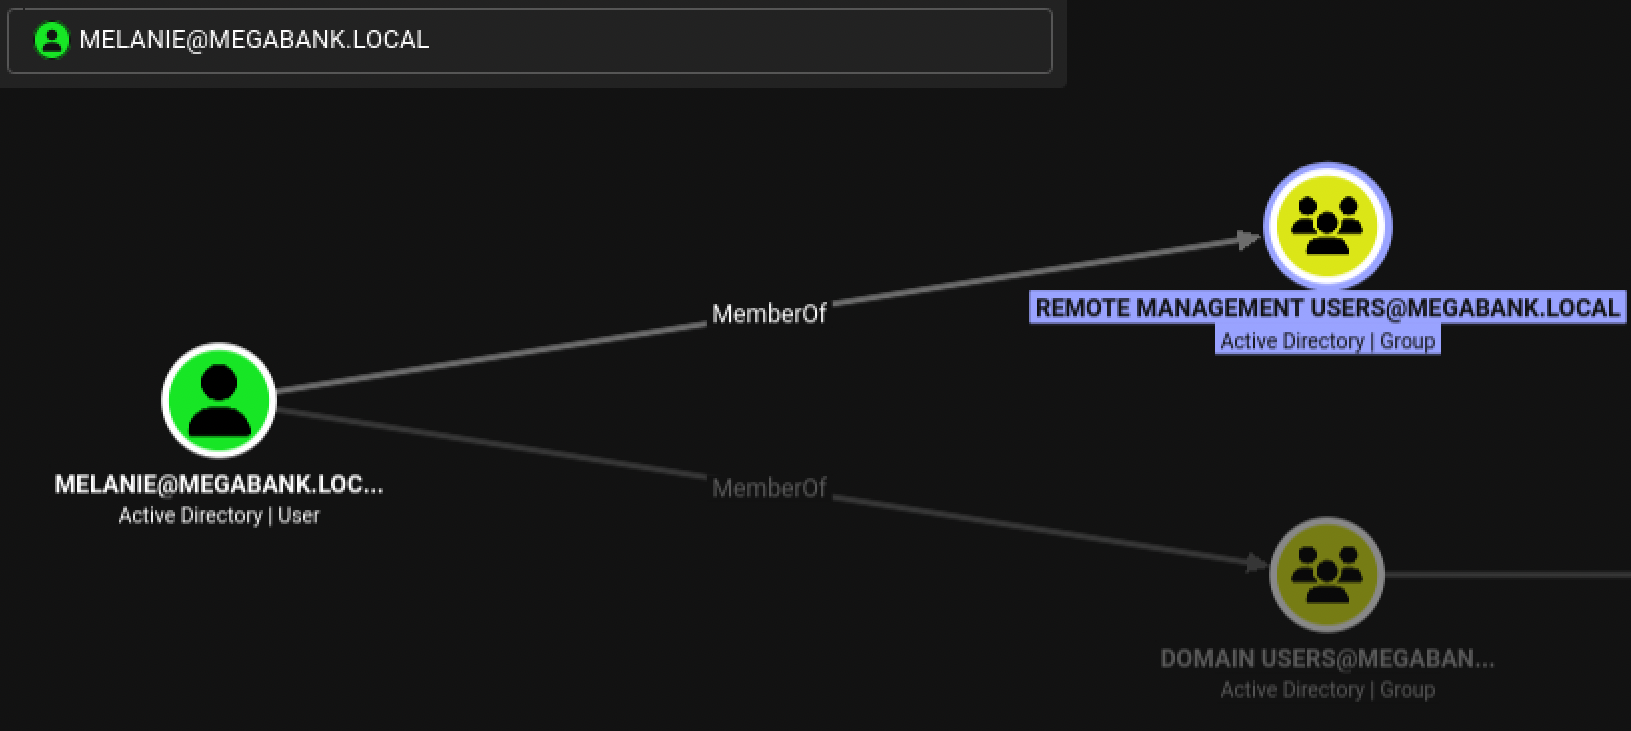 MELANIE@MEGABANK.LOCAL
MemberOf
REMOTE MANAGEMENT USERS@MEGABANK.LOCAL
Active Directory | Group
MELANIE@MEGABANK.LOC...
Active Directory | User
MemberOf
DOMAIN USERS@MEGABAN...
Active Directory | Group